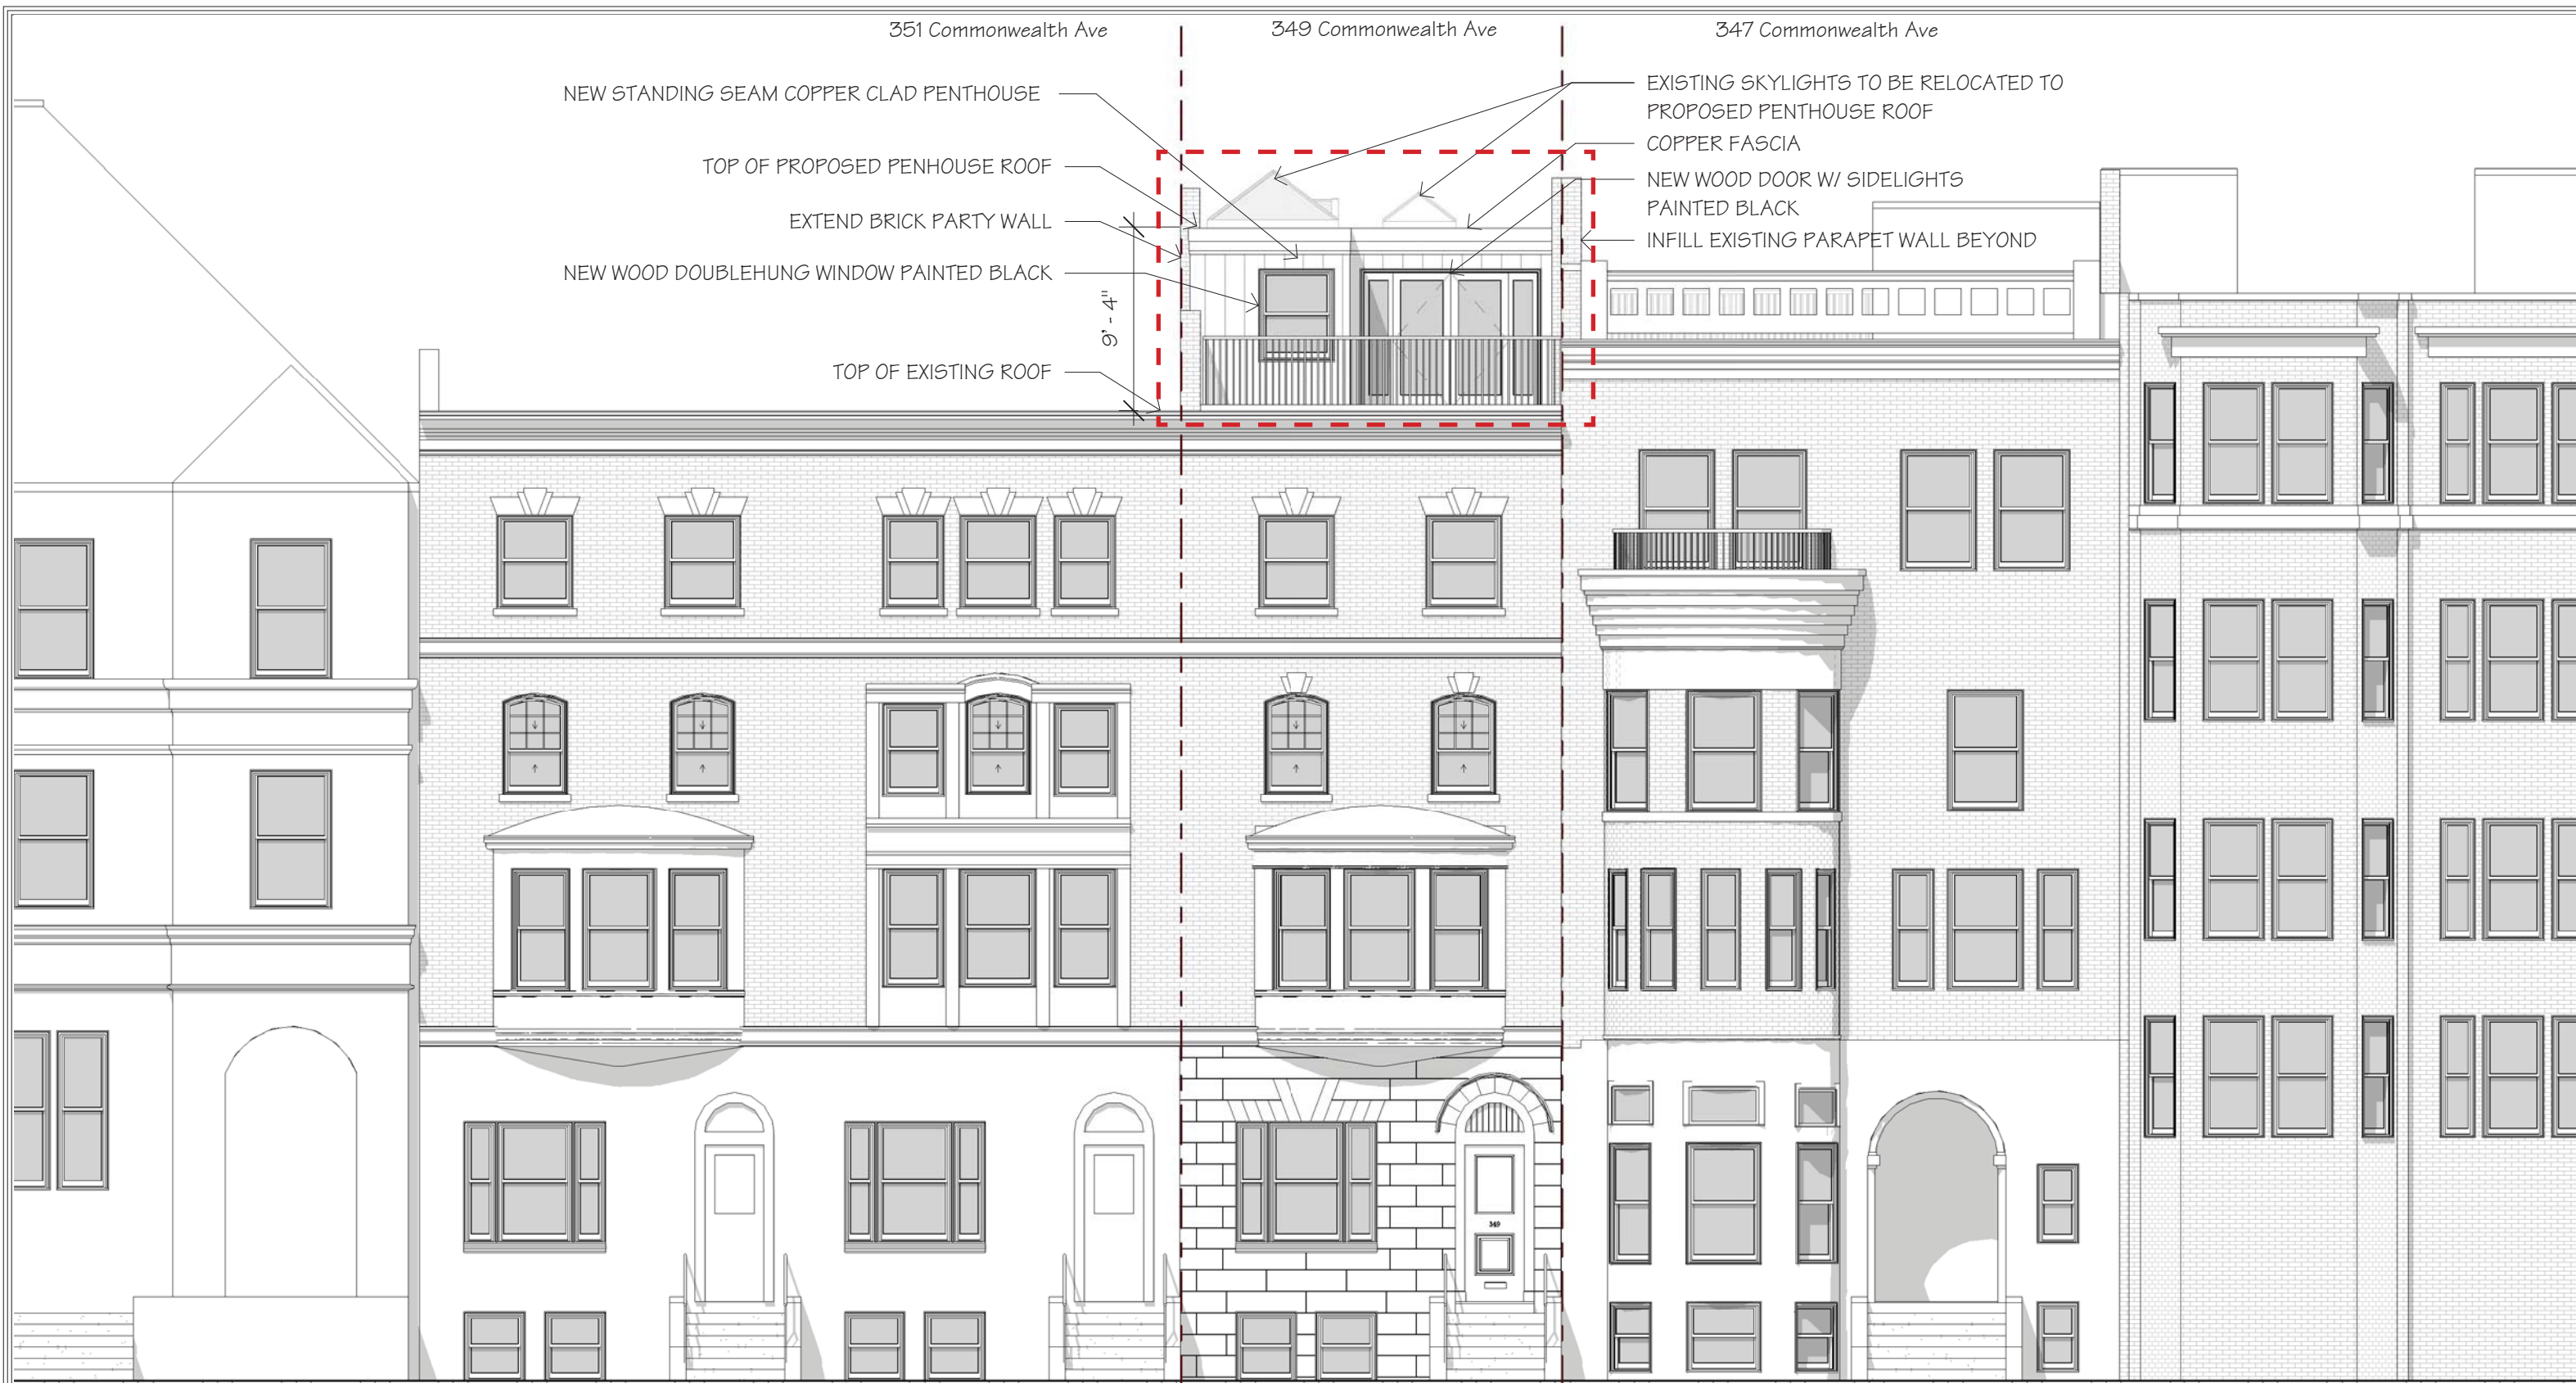 351 Commonwealth Ave
349 Commonwealth Ave
347 Commonwealth Ave
NEW STANDING SEAM COPPER CLAD PENTHOUSE
TOP OF PROPOSED PENHOUSE ROOF
EXTEND BRICK PARTY WALL
NEW WOOD DOUBLEHUNG WINDOW PAINTED BLACK
9' - 4"
TOP OF EXISTING ROOF
EXISTING SKYLIGHTS TO BE RELOCATED TO
PROPOSED PENTHOUSE ROOF
COPPER FASCIA
NEW WOOD DOOR W/ SIDELIGHTS
PAINTED BLACK
INFILL EXISTING PARAPET WALL BEYOND
349